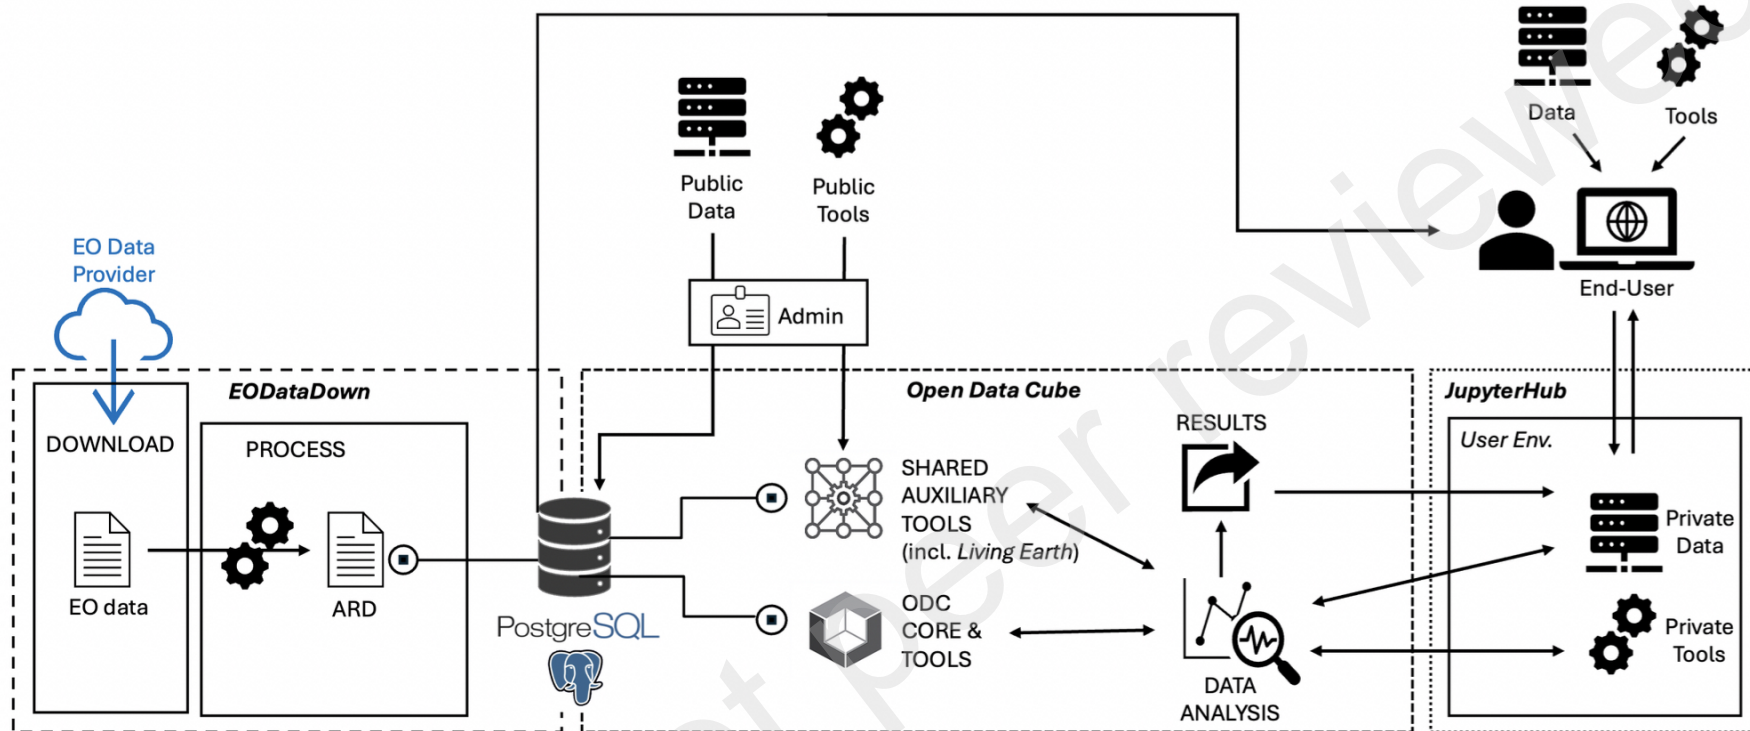 Data
Tools
Public
Data
Public
Tools
EO Data
Provider
End-User
Admin
EODataDown
Open Data Cube
JupyterHub
DOWNLOAD
PROCESS
RESULTS
User Env.
SHARED
AUXILIARY
TOOLS
(incl. Living Earth)
Private
Data
EO data
ARD
PostgreSQL
ODC
CORE &
TOOLS
Private
Tools
DATA
ANALYSIS
t peer reviewed